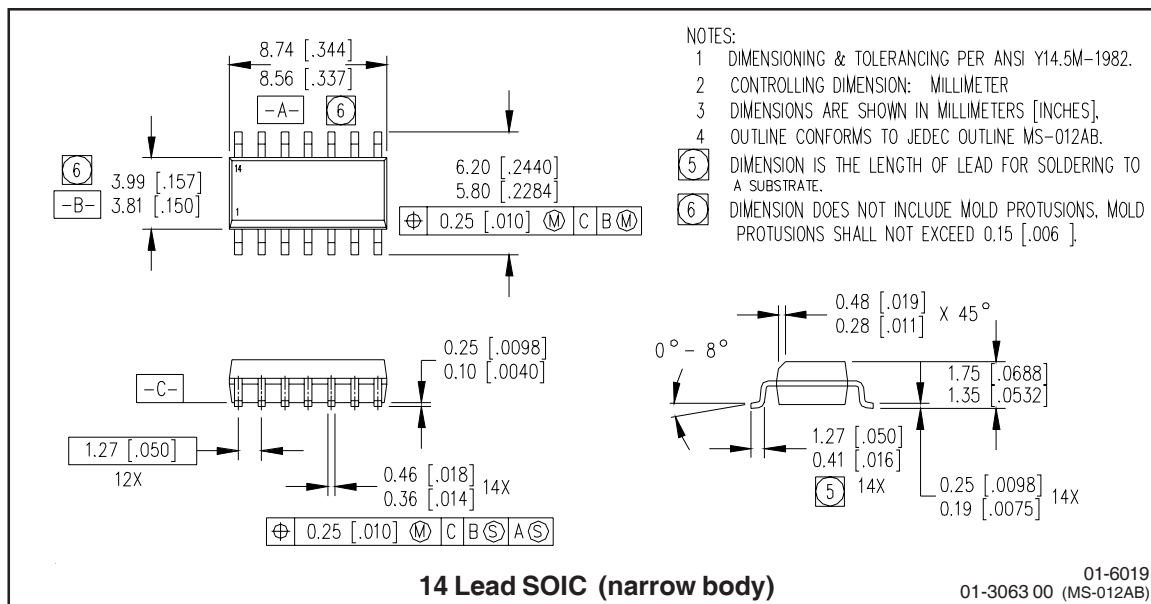 8.74 [.344]
8.56 [.337]
-A- 6
6
3.99 [.157]
3.81 [.150]
-B-
14
1
6.20 [.2440]
5.80 [.2284]
⌖ 0.25 [.010] Ⓜ C B Ⓜ
NOTES:
1 DIMENSIONING & TOLERANCING PER ANSI Y14.5M-1982.
2 CONTROLLING DIMENSION: MILLIMETER
3 DIMENSIONS ARE SHOWN IN MILLIMETERS [INCHES].
4 OUTLINE CONFORMS TO JEDEC OUTLINE MS-012AB.
5 DIMENSION IS THE LENGTH OF LEAD FOR SOLDERING TO
A SUBSTRATE.
6 DIMENSION DOES NOT INCLUDE MOLD PROTUSIONS, MOLD
PROTUSIONS SHALL NOT EXCEED 0.15 [.006 ].
-C-
0.25 [.0098]
0.10 [.0040]
1.27 [.050]
12X
0.46 [.018]
0.36 [.014] 14X
⌖ 0.25 [.010] Ⓜ C B Ⓢ A Ⓢ
0.48 [.019]
0.28 [.011] X 45°
0° - 8°
1.75 [.0688]
1.35 [.0532]
1.27 [.050]
0.41 [.016]
5 14X
0.25 [.0098]
0.19 [.0075] 14X
14 Lead SOIC (narrow body)
01-6019
01-3063 00 (MS-012AB)